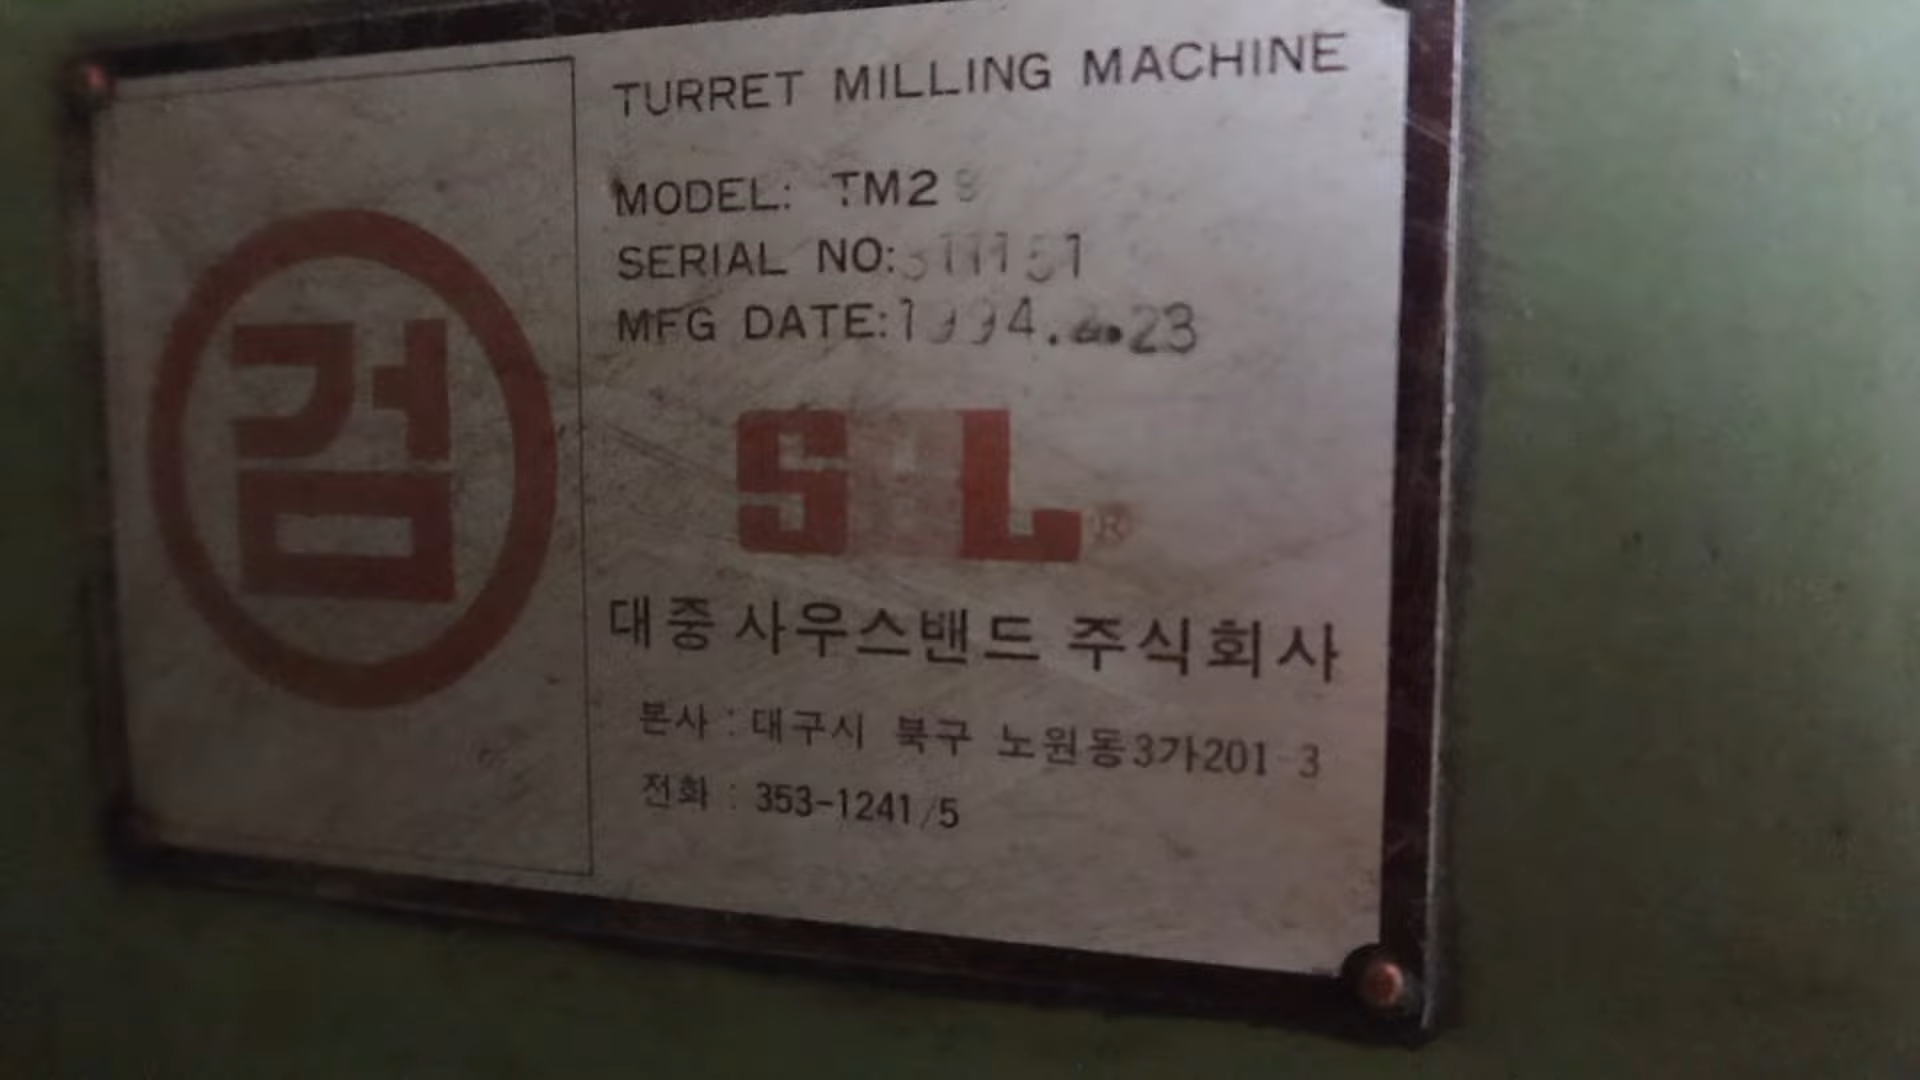 TURRET MILLING MACHINE
검
MODEL: TM2
SERIAL NO:
MFG DATE:
S L ®
대중 사우스밴드 주식회사
본사 : 대구시 북구 노원동3가201-3
전화 : 353-1241/5